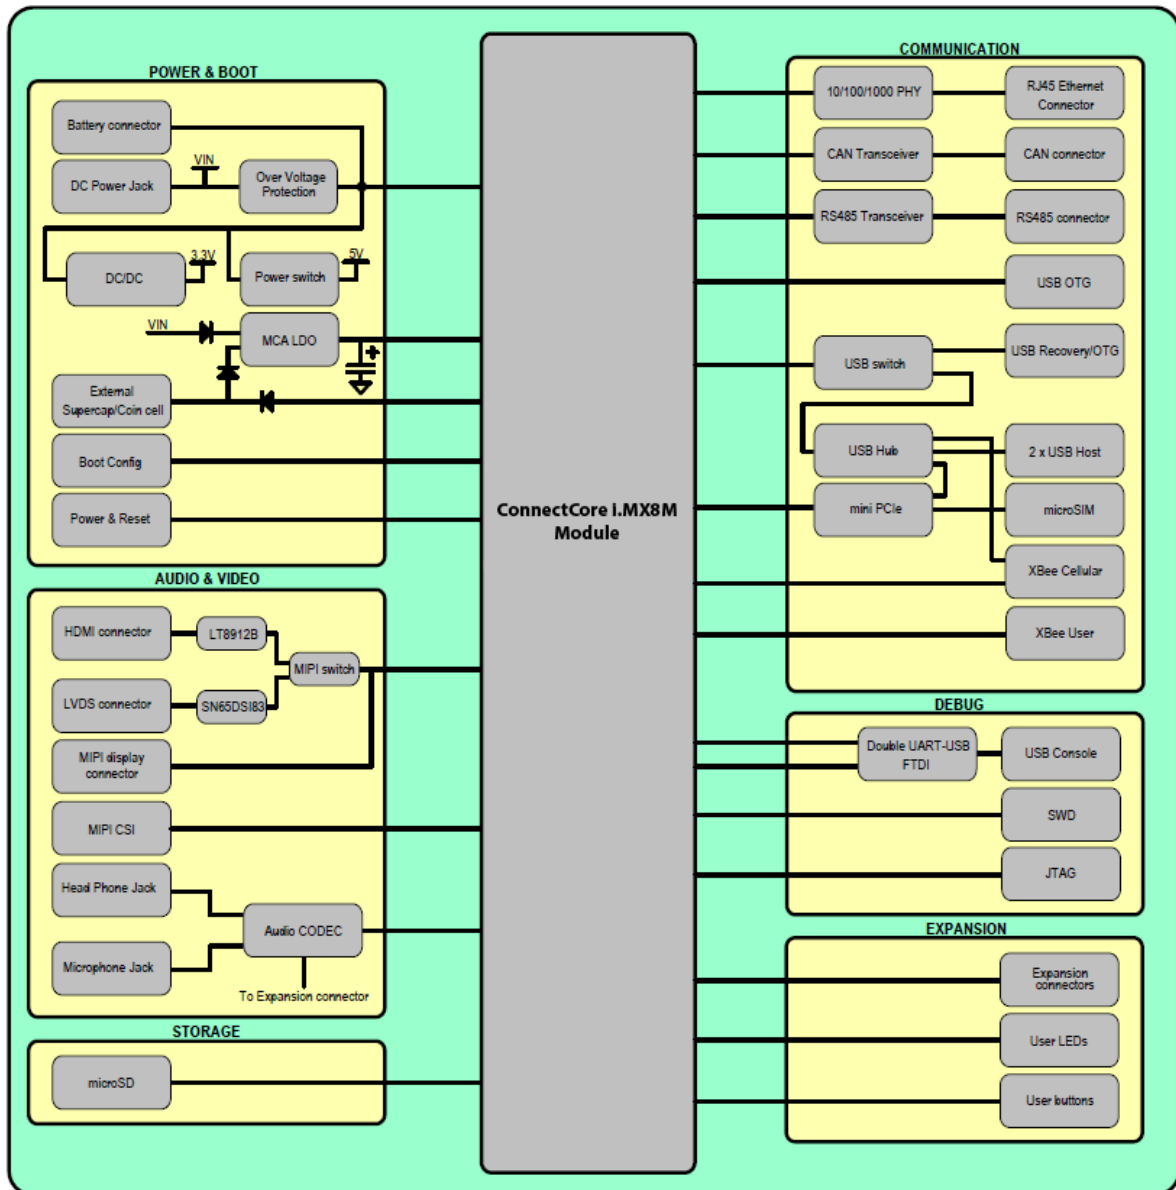 POWER & BOOT
Battery connector
VIN
DC Power Jack
Over Voltage
Protection
3.3V
DC/DC
5V
Power switch
VIN
MCA LDO
External
Supercap/Coin cell
Boot Config
Power & Reset
AUDIO & VIDEO
HDMI connector
LT8912B
MIPI switch
LVDS connector
SN65DSI83
MIPI display
connector
MIPI CSI
Head Phone Jack
Audio CODEC
Microphone Jack
To Expansion connector
STORAGE
microSD
ConnectCore i.MX8M
Module
COMMUNICATION
10/100/1000 PHY
RJ45 Ethernet
Connector
CAN Transceiver
CAN connector
RS485 Transceiver
RS485 connector
USB OTG
USB switch
USB Recovery/OTG
USB Hub
2 x USB Host
mini PCIe
microSIM
XBee Cellular
XBee User
DEBUG
Double UART-USB
FTDI
USB Console
SWD
JTAG
EXPANSION
Expansion
connectors
User LEDs
User buttons